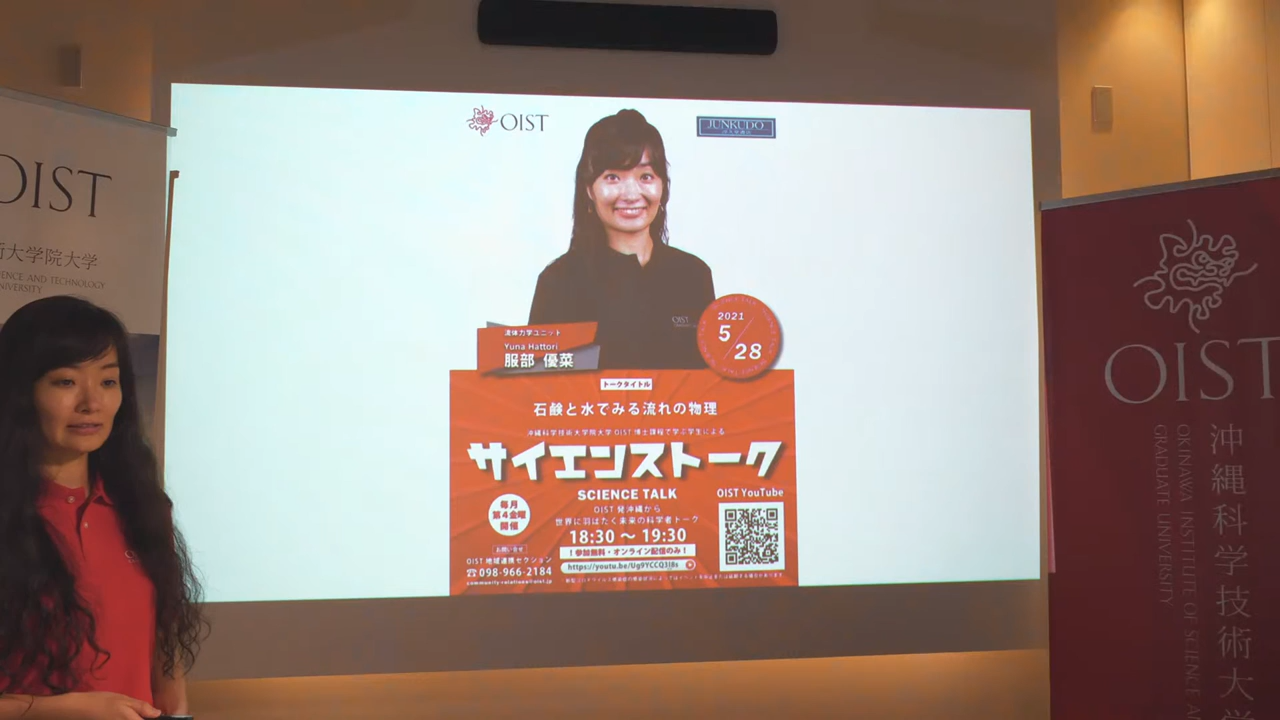 OIST
術大学院大学
ENCE AND TECHNOLOGY
UNIVERSITY
OIST
JUNKUDO
OIST
流体力学ユニット
Yuna Hattori
服部 優菜
2021
5/28
トークタイトル
石鹸と水でみる流れの物理
沖縄科学技術大学院大学 OIST 博士課程で学ぶ学生による
サイエンストーク
SCIENCE TALK
毎月
第4金曜
開催
OIST 発沖縄から
世界に羽ばたく未来の科学者トーク
18:30 ~ 19:30
!参加無料・オンライン配信のみ!
https://youtu.be/Ug9YCCQ3l8s
お問い合せ
OIST 地域連携セクション
☎098-966-2184
community-relations@oist.jp
OIST YouTube
OIST
沖縄科学技術大学
OKINAWA INSTITUTE OF SCIENCE A
GRADUATE UNIVERSITY